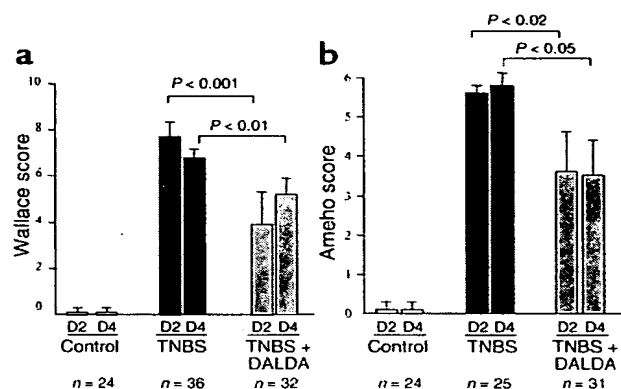 a
P < 0.001
P < 0.01
Wallace score
10
8
6
4
2
0
D2 D4 D2 D4 D2 D4
Control TNBS TNBS +
DALDA
n = 24 n = 36 n = 32
b
P < 0.02
P < 0.05
Ameho score
6
5
4
3
2
1
0
D2 D4 D2 D4 D2 D4
Control TNBS TNBS +
DALDA
n = 24 n = 25 n = 31